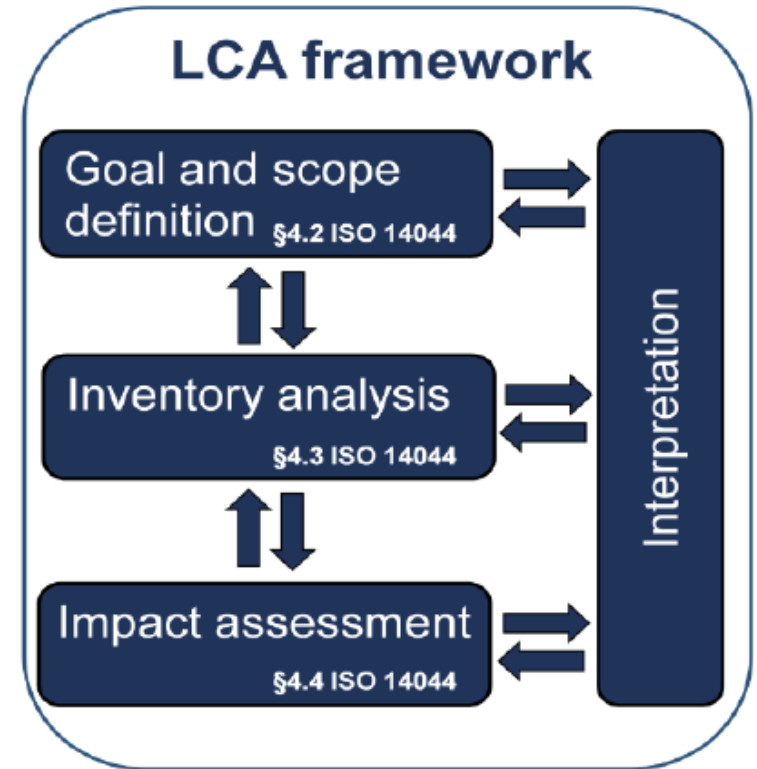 LCA framework
Goal and scope
definition §4.2 ISO 14044
Inventory analysis
§4.3 ISO 14044
Impact assessment
§4.4 ISO 14044
Interpretation